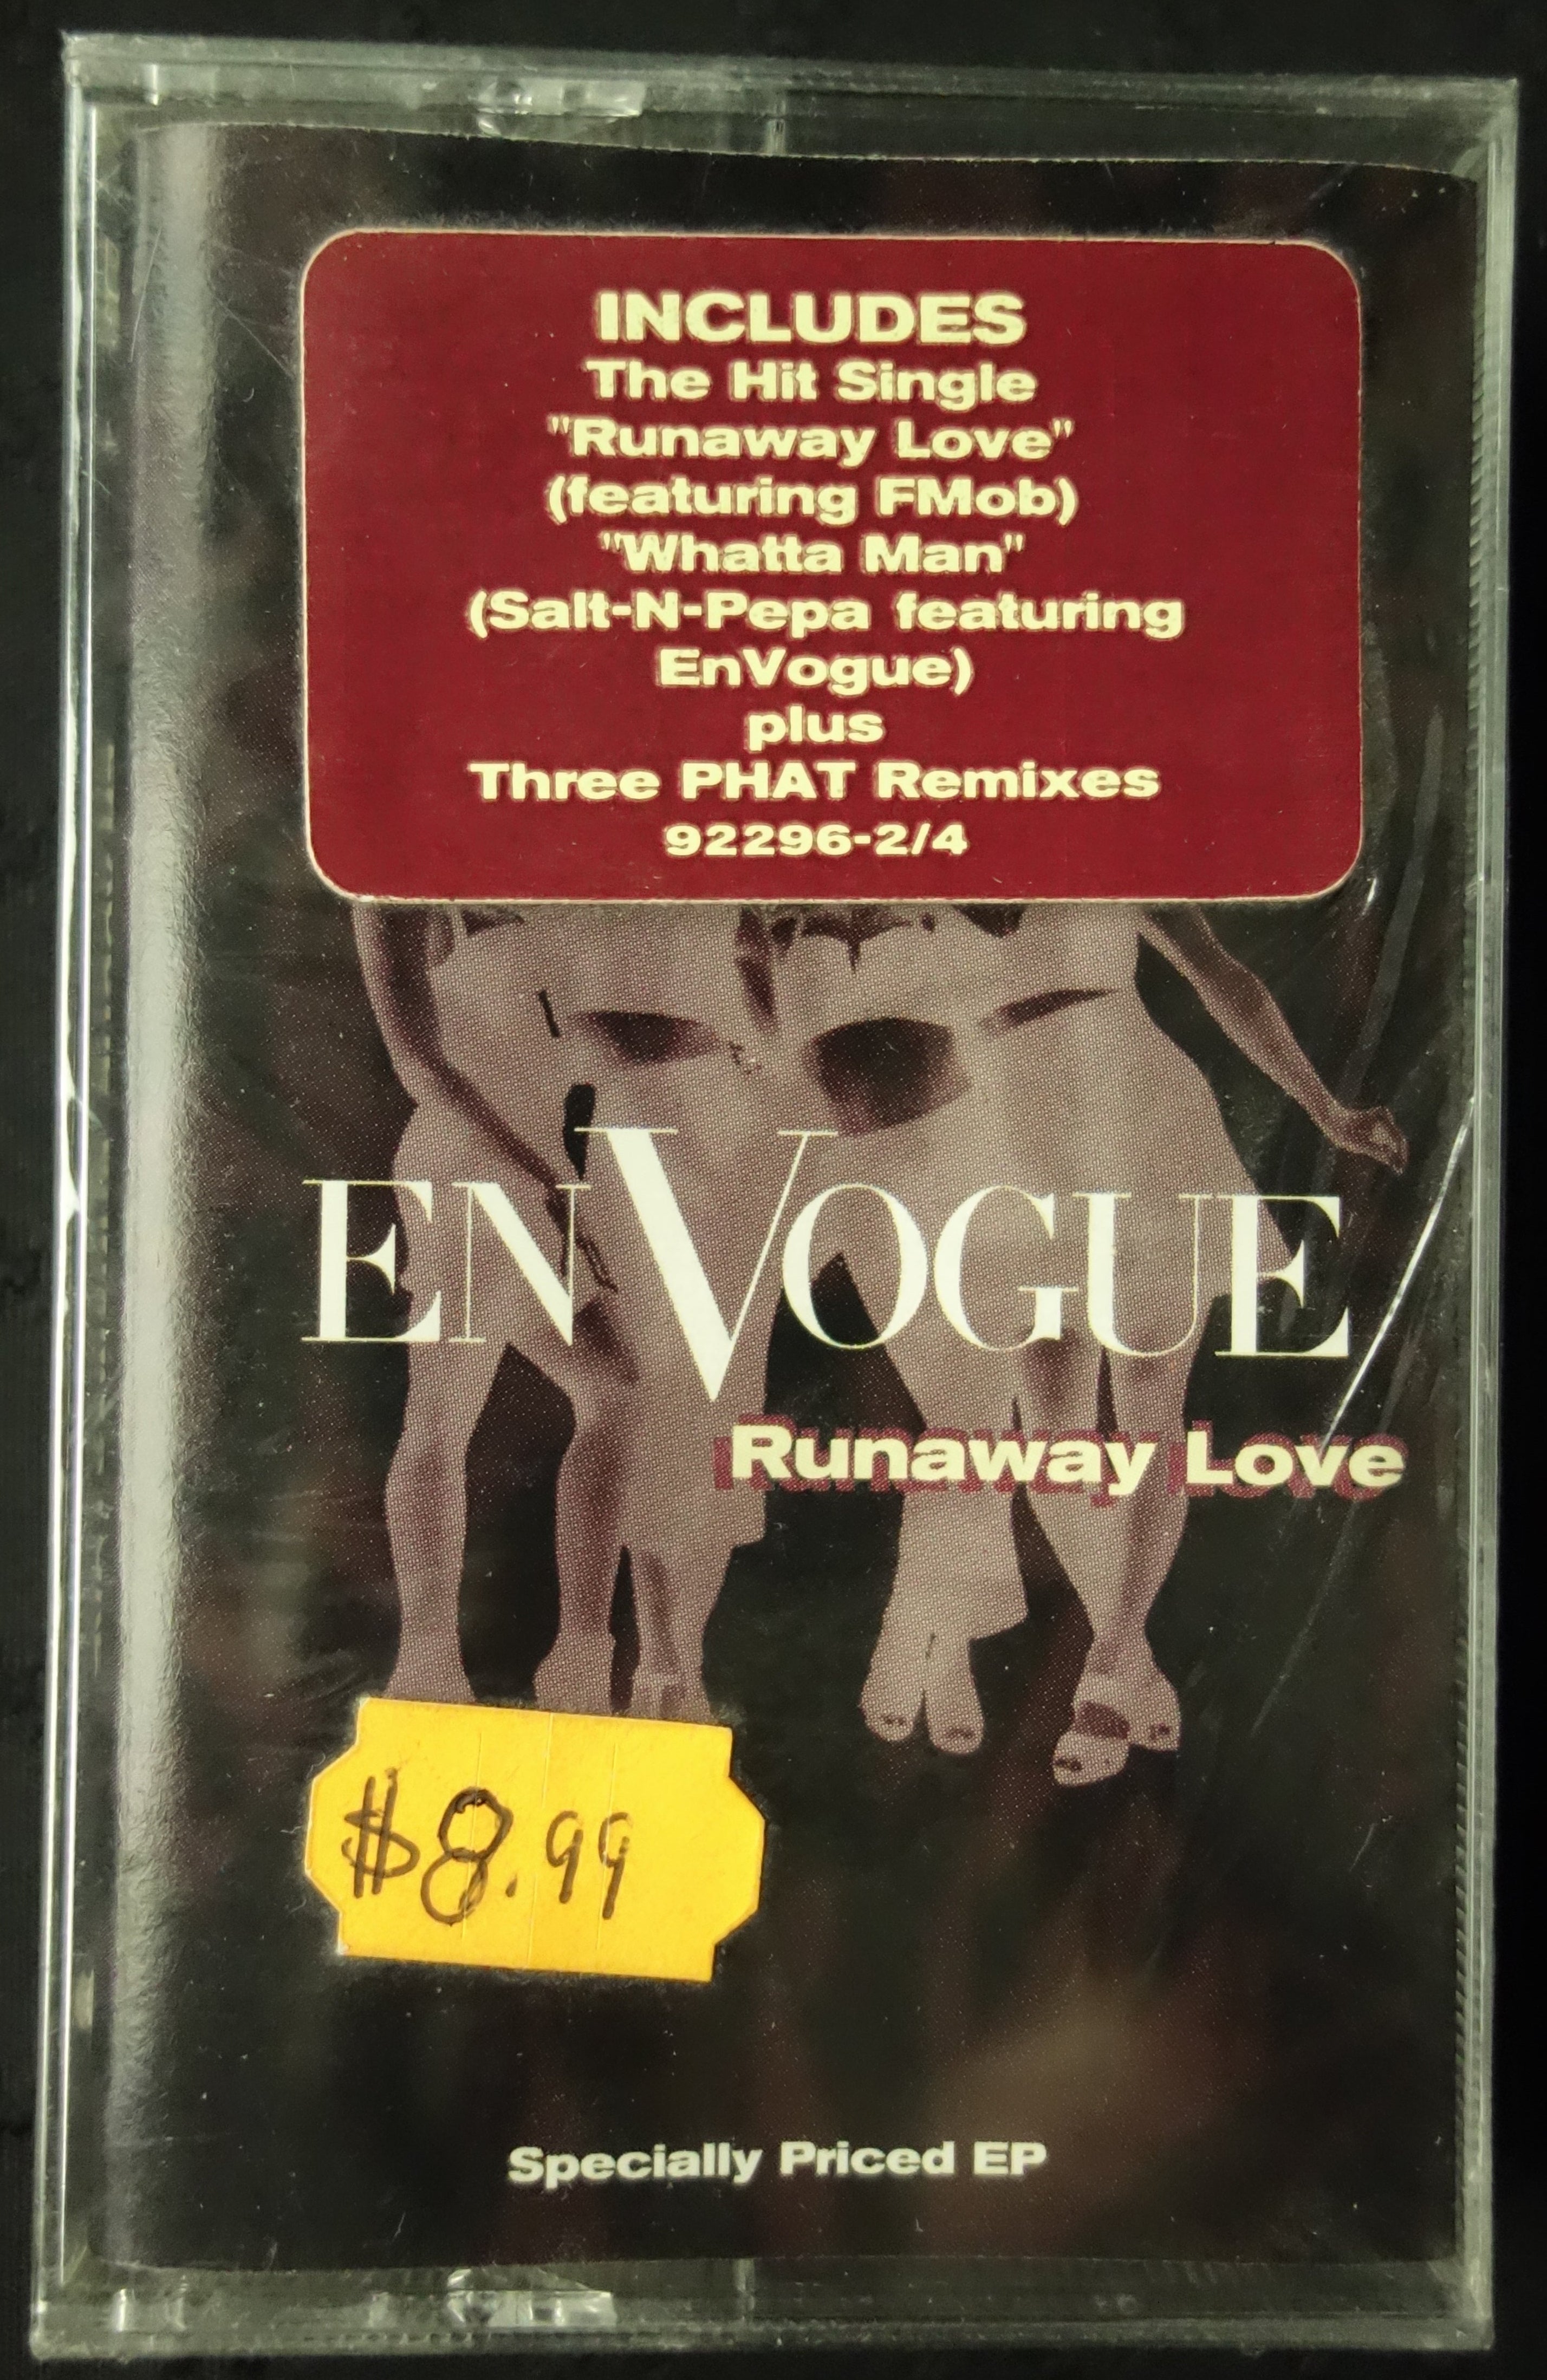 INCLUDES
The Hit Single
"Runaway Love"
(featuring FMob)
"Whatta Man"
(Salt-N-Pepa featuring
EnVogue)
plus
Three PHAT Remixes
92296-2/4
ENVOGUE
Runaway Love
$8.99
Specially Priced EP